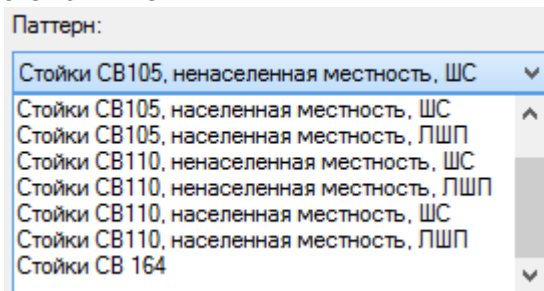 Паттерн:
Стойки СВ105, ненаселенная местность, ШС
Стойки СВ105, населенная местность, ШС
Стойки СВ105, населенная местность, ЛШП
Стойки СВ110, ненаселенная местность, ШС
Стойки СВ110, ненаселенная местность, ЛШП
Стойки СВ110, населенная местность, ШС
Стойки СВ110, населенная местность, ЛШП
Стойки СВ 164